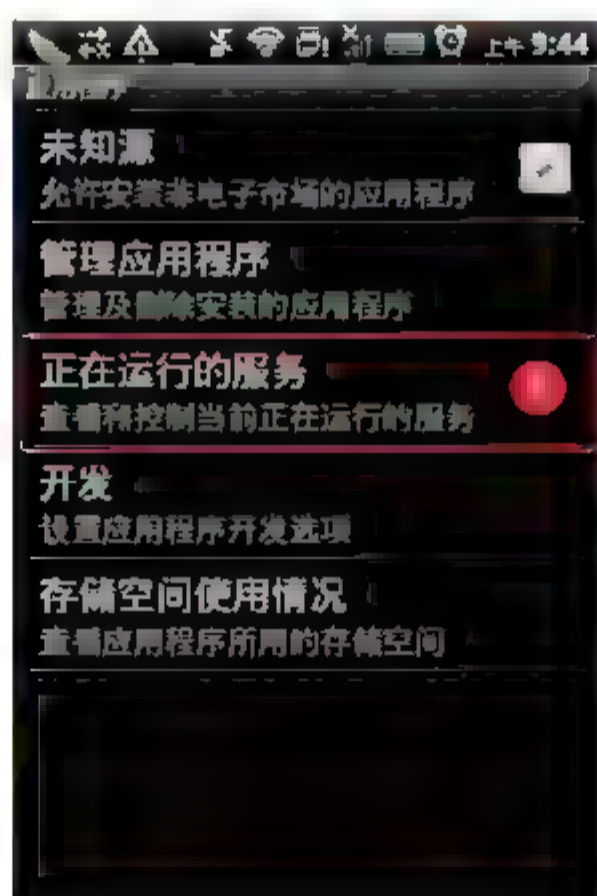 上午 9:44
未知源
允许安装非电子市场的应用程序
管理应用程序
管理及删除安装的应用程序
正在运行的服务
查看和控制当前正在运行的服务
开发
设置应用程序开发选项
存储空间使用情况
查看应用程序所用的存储空间